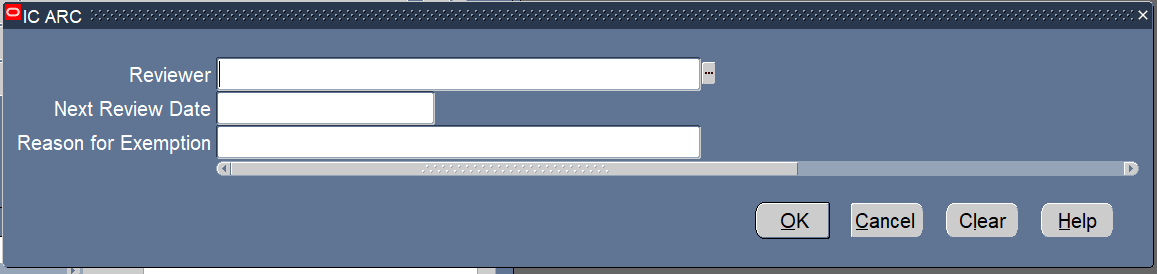 IC ARC
Reviewer
Next Review Date
Reason for Exemption
OK Cancel Clear Help